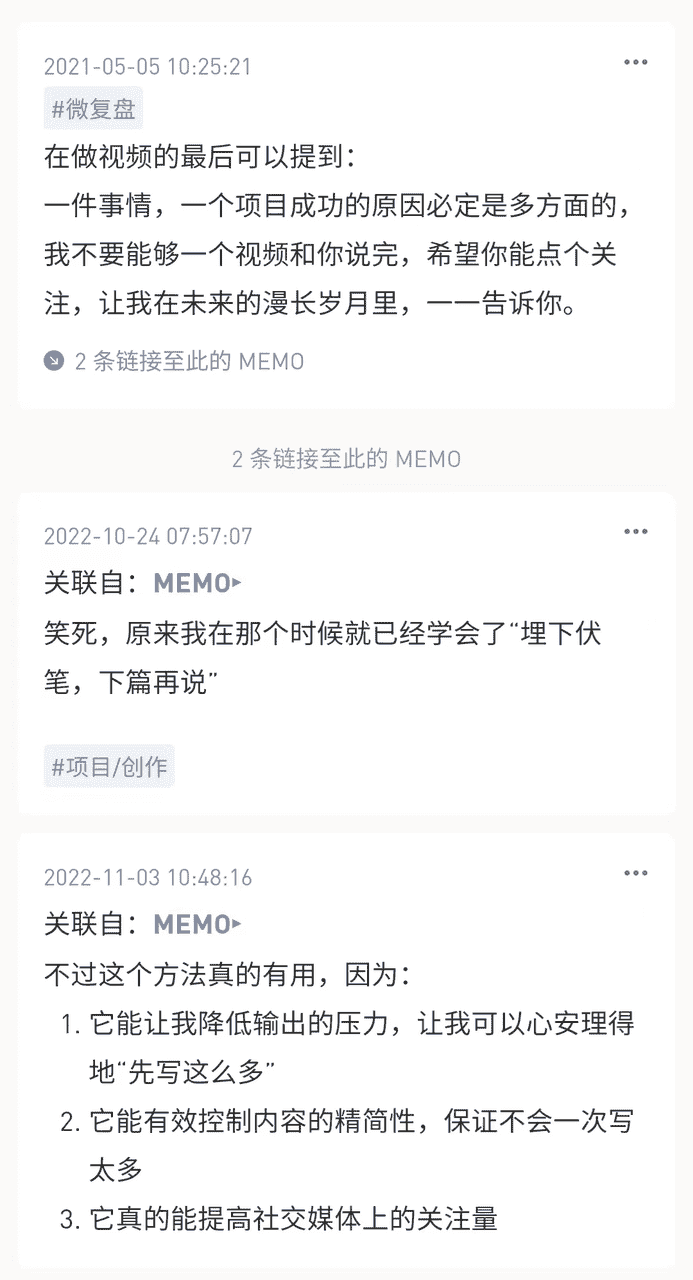 2021-05-05 10:25:21
#微复盘
在做视频的最后可以提到：
一件事情，一个项目成功的原因必定是多方面的，
我不要能够一个视频和你说完，希望你能点个关
注，让我在未来的漫长岁月里，一一告诉你。
2 条链接至此的 MEMO
2 条链接至此的 MEMO
2022-10-24 07:57:07
关联自：MEMO▸
笑死，原来我在那个时候就已经学会了“埋下伏
笔，下篇再说”
#项目/创作
2022-11-03 10:48:16
关联自：MEMO▸
不过这个方法真的有用，因为：
1. 它能让我降低输出的压力，让我可以心安理得
地“先写这么多”
2. 它能有效控制内容的精简性，保证不会一次写
太多
3. 它真的能提高社交媒体上的关注量